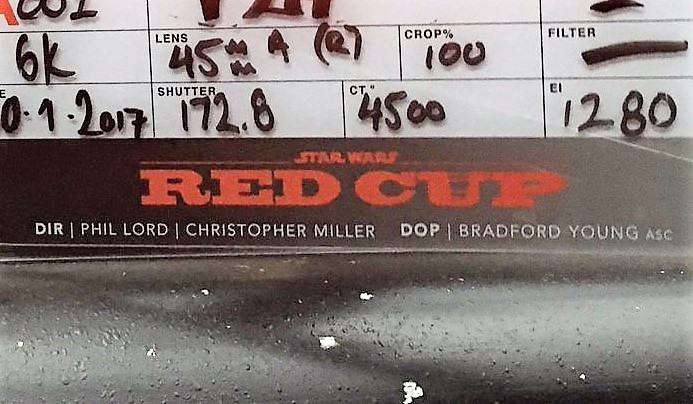 LENS CROP% FILTER
6K 45mm A (R) 100 —
SHUTTER CT° EI
0.1.2017 172.8 4500 1280
STAR WARS
RED CUP
DIR | PHIL LORD | CHRISTOPHER MILLER DOP | BRADFORD YOUNG ASC